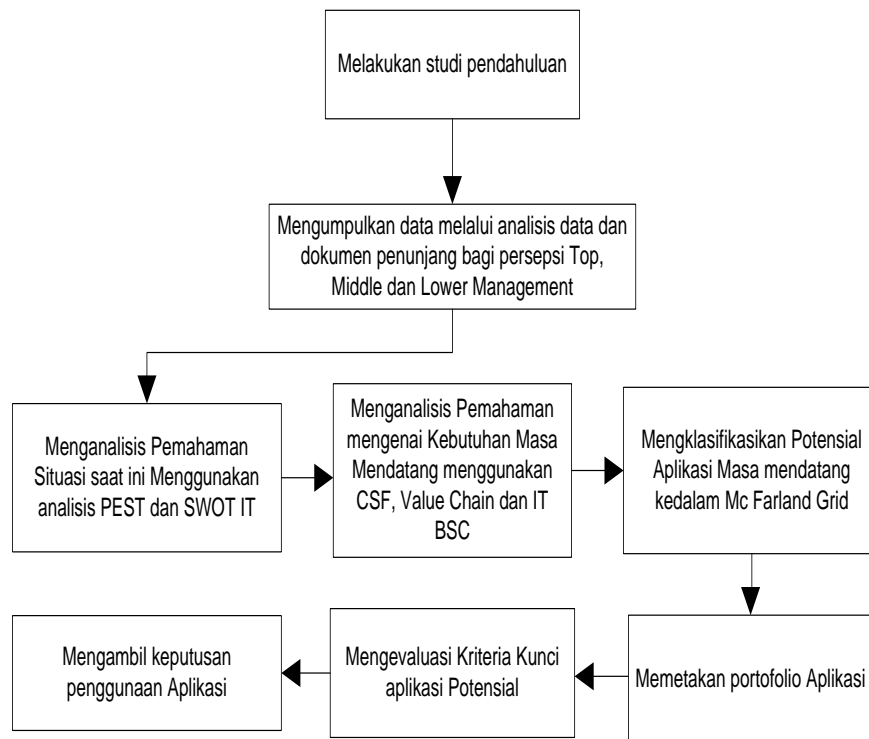 Melakukan studi pendahuluan
Mengumpulkan data melalui analisis data dan
dokumen penunjang bagi persepsi Top,
Middle dan Lower Management
Menganalisis Pemahaman
Situasi saat ini Menggunakan
analisis PEST dan SWOT IT
Menganalisis Pemahaman
mengenai Kebutuhan Masa
Mendatang menggunakan
CSF, Value Chain dan IT
BSC
Mengklasifikasikan Potensial
Aplikasi Masa mendatang
kedalam Mc Farland Grid
Memetakan portofolio Aplikasi
Mengevaluasi Kriteria Kunci
aplikasi Potensial
Mengambil keputusan
penggunaan Aplikasi